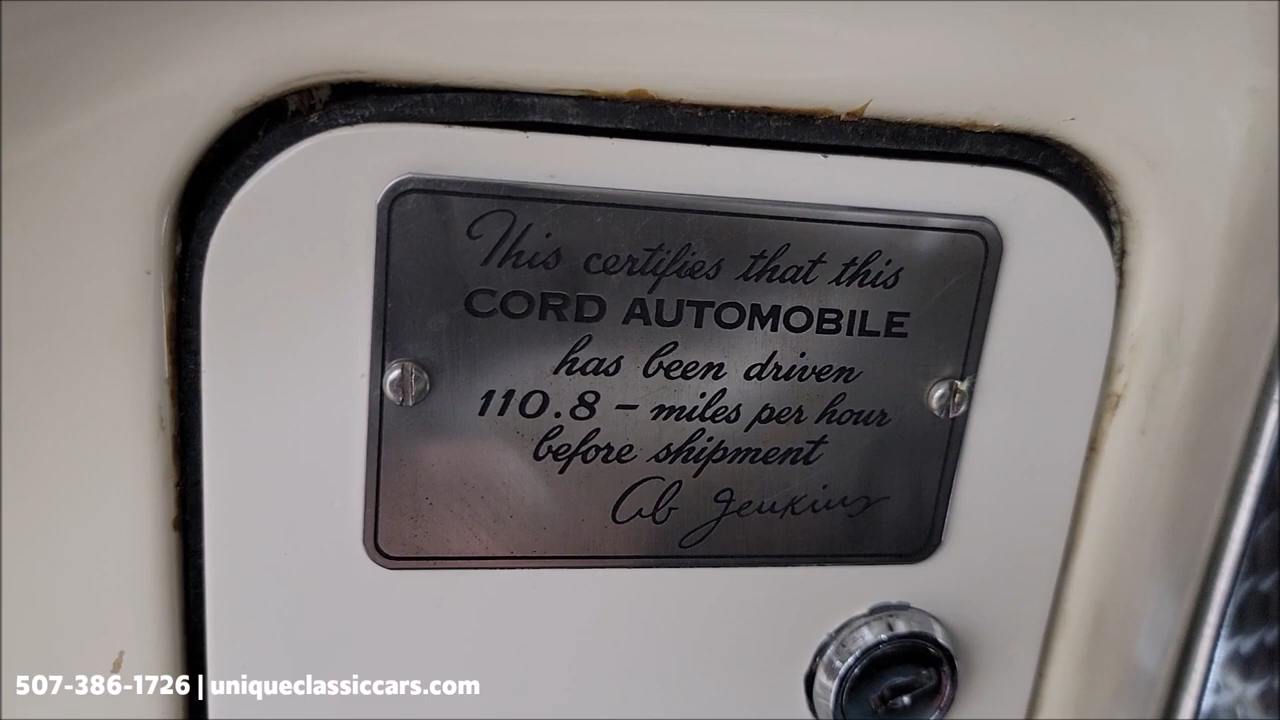 This certifies that this
CORD AUTOMOBILE
has been driven
110.8 - miles per hour
before shipment
Ab Jenkins
507-386-1726 | uniqueclassiccars.com